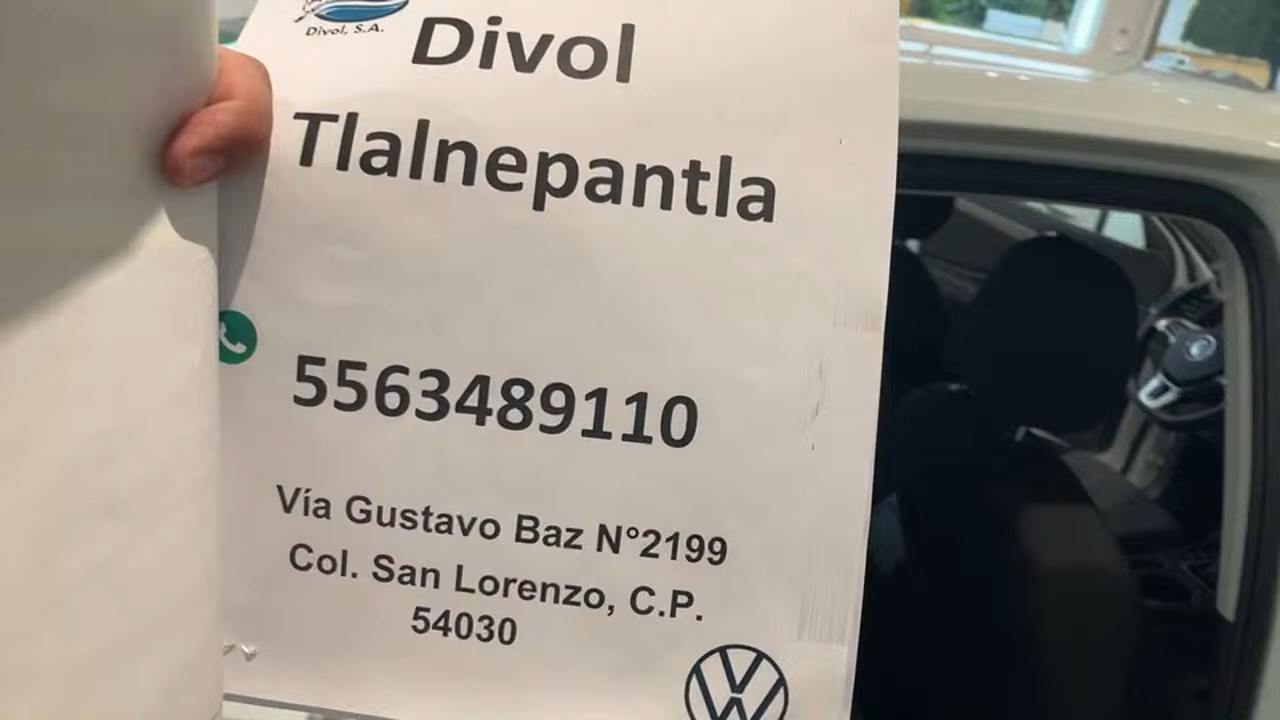 Divol, S.A.
Divol
Tlalnepantla
5563489110
Vía Gustavo Baz N°2199
Col. San Lorenzo, C.P.
54030